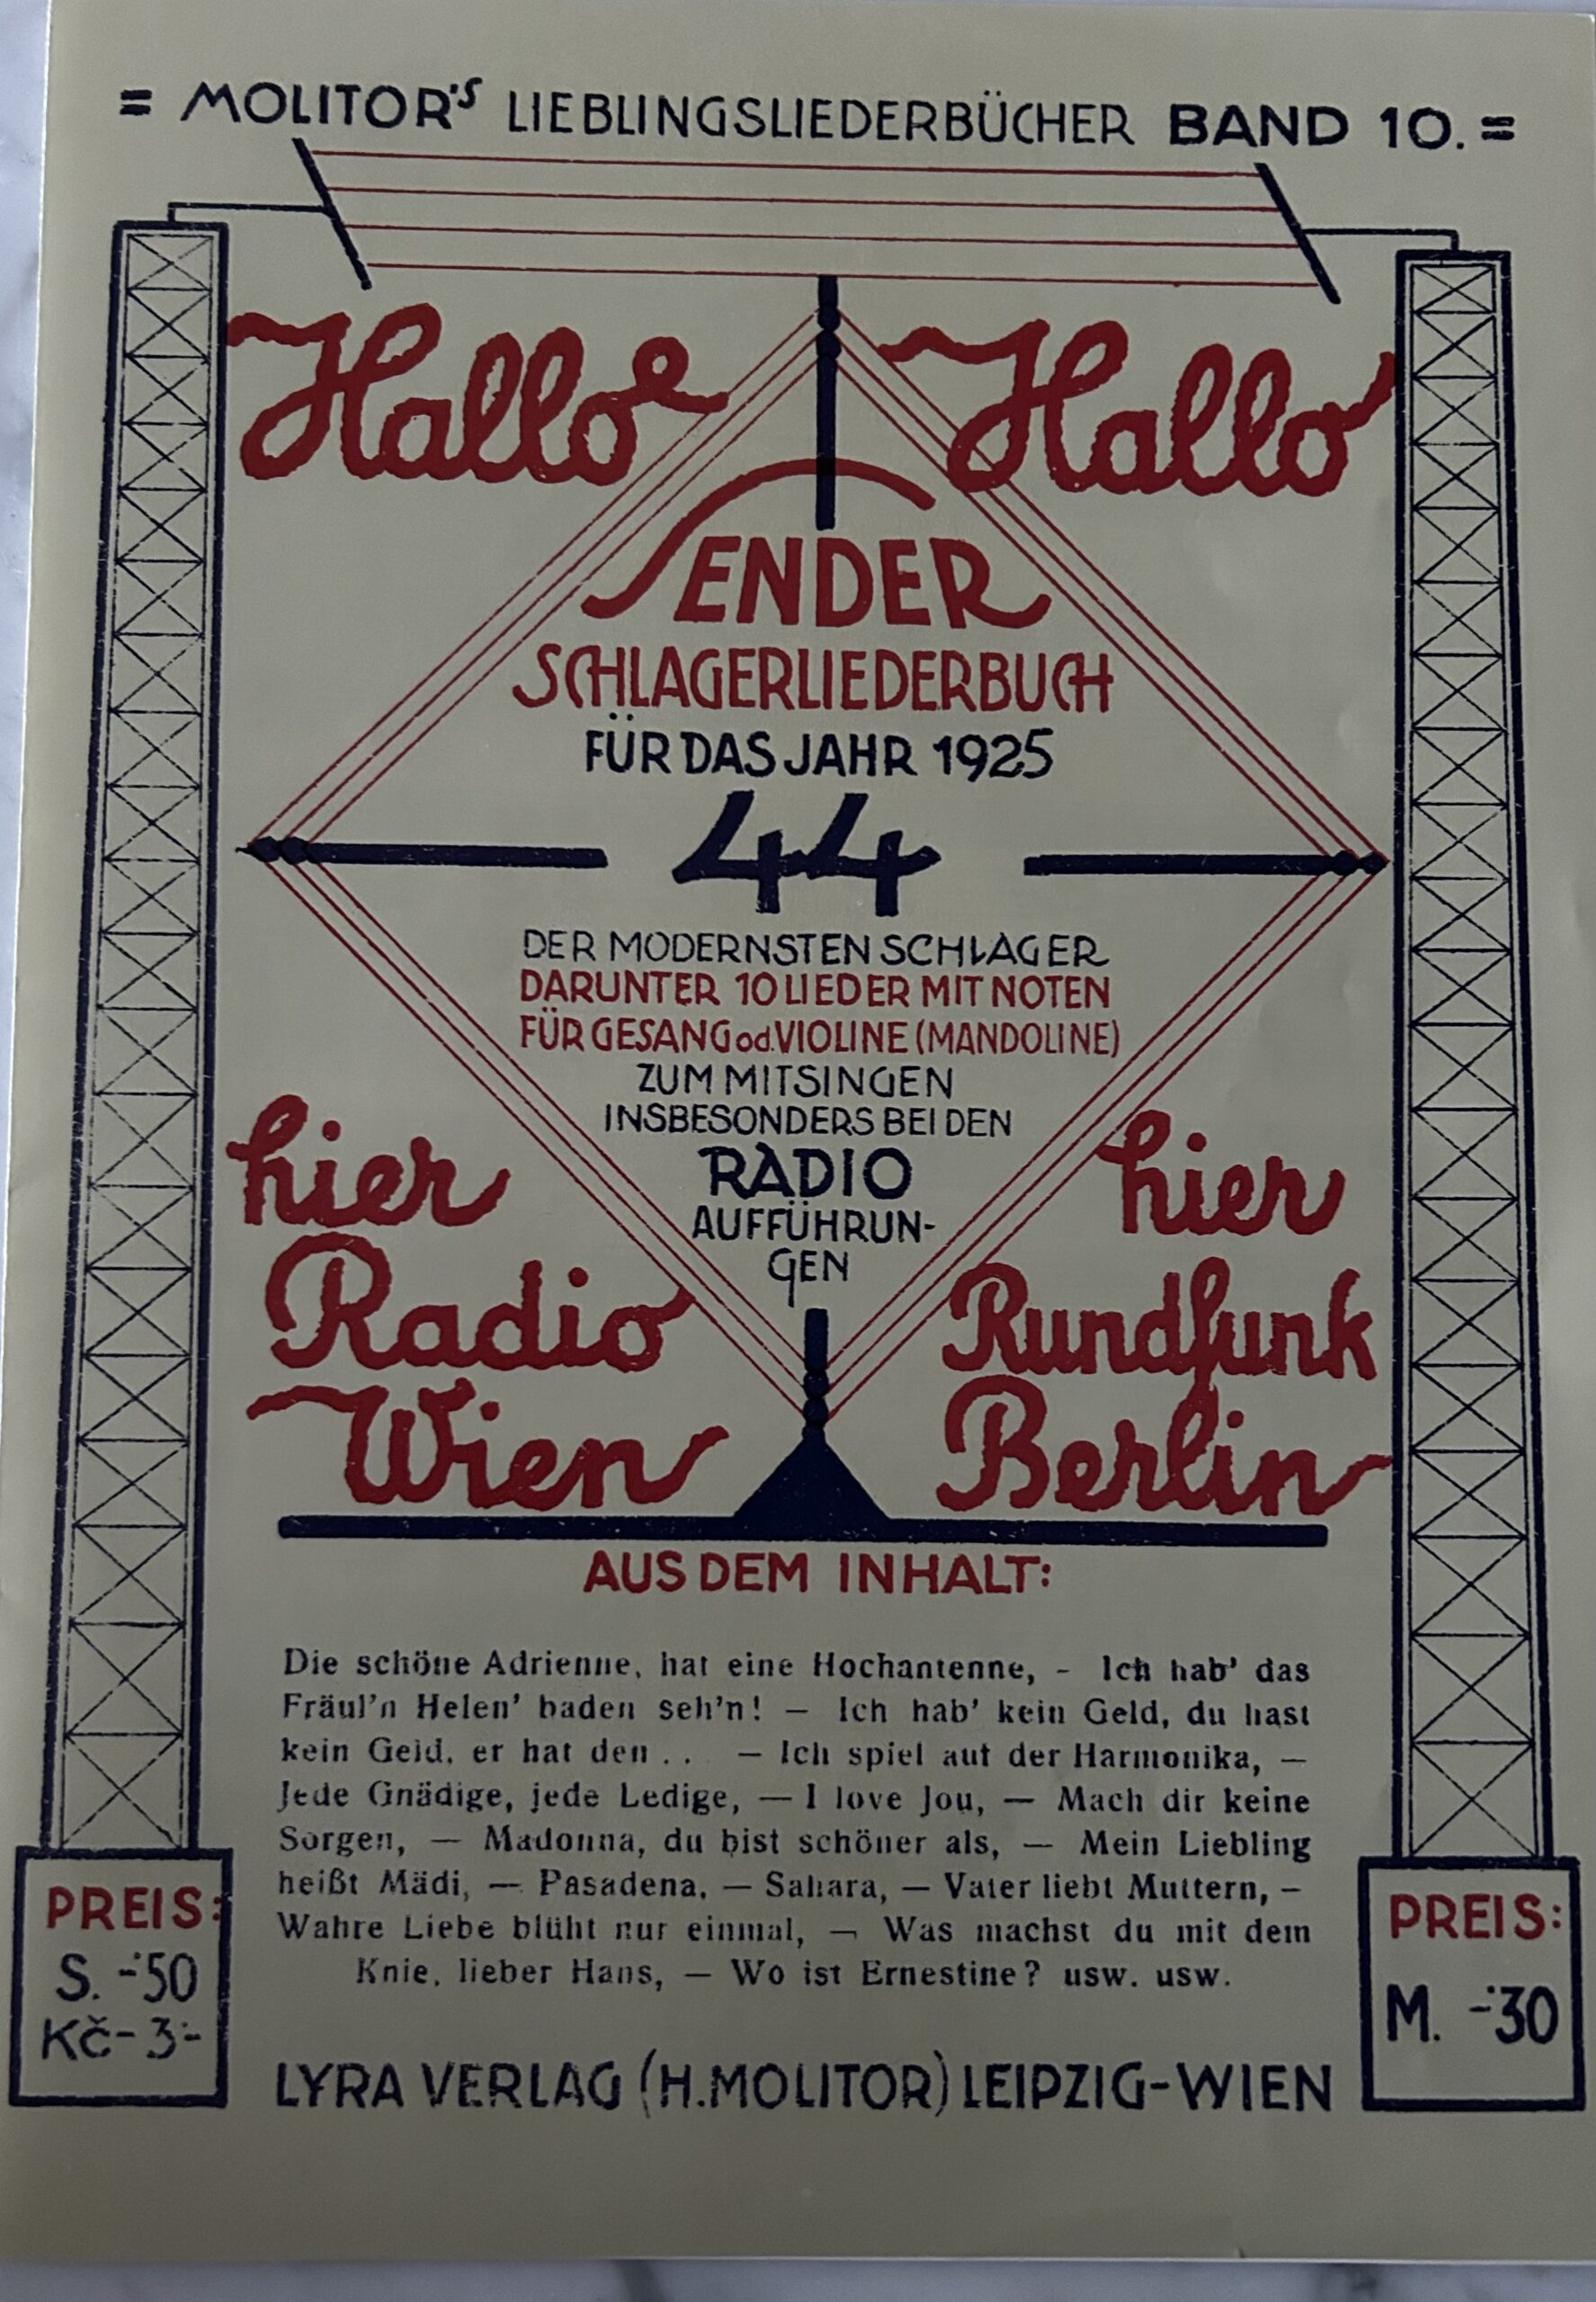 = MOLITOR'S LIEBLINGSLIEDERBÜCHER BAND 10. =
Hallo Hallo
SENDER
SCHLAGERLIEDERBUCH
FÜR DAS JAHR 1925
44
DER MODERNSTEN SCHLAGER
DARUNTER 10 LIEDER MIT NOTEN
FÜR GESANG od. VIOLINE (MANDOLINE)
ZUM MITSINGEN
INSBESONDERS BEI DEN
RADIO
AUFFÜHRUN-
GEN
hier
Radio
Wien
hier
Rundfunk
Berlin
AUS DEM INHALT:
Die schöne Adrienne, hat eine Hochantenne, - Ich hab' das
Fräul'n Helen' baden seh'n! — Ich hab' kein Geld, du hast
kein Geld, er hat den . . — Ich spiel auf der Harmonika, —
Jede Gnädige, jede Ledige, — I love Jou, — Mach dir keine
Sorgen, — Madonna, du bist schöner als, — Mein Liebling
heißt Mädi, — Pasadena, — Sahara, — Vater liebt Muttern, —
Wahre Liebe blüht nur einmal, — Was machst du mit dem
Knie, lieber Hans, — Wo ist Ernestine? usw. usw.
PREIS:
S. -·50
Kč- 3·-
PREIS:
M. -·30
LYRA VERLAG (H.MOLITOR) LEIPZIG-WIEN